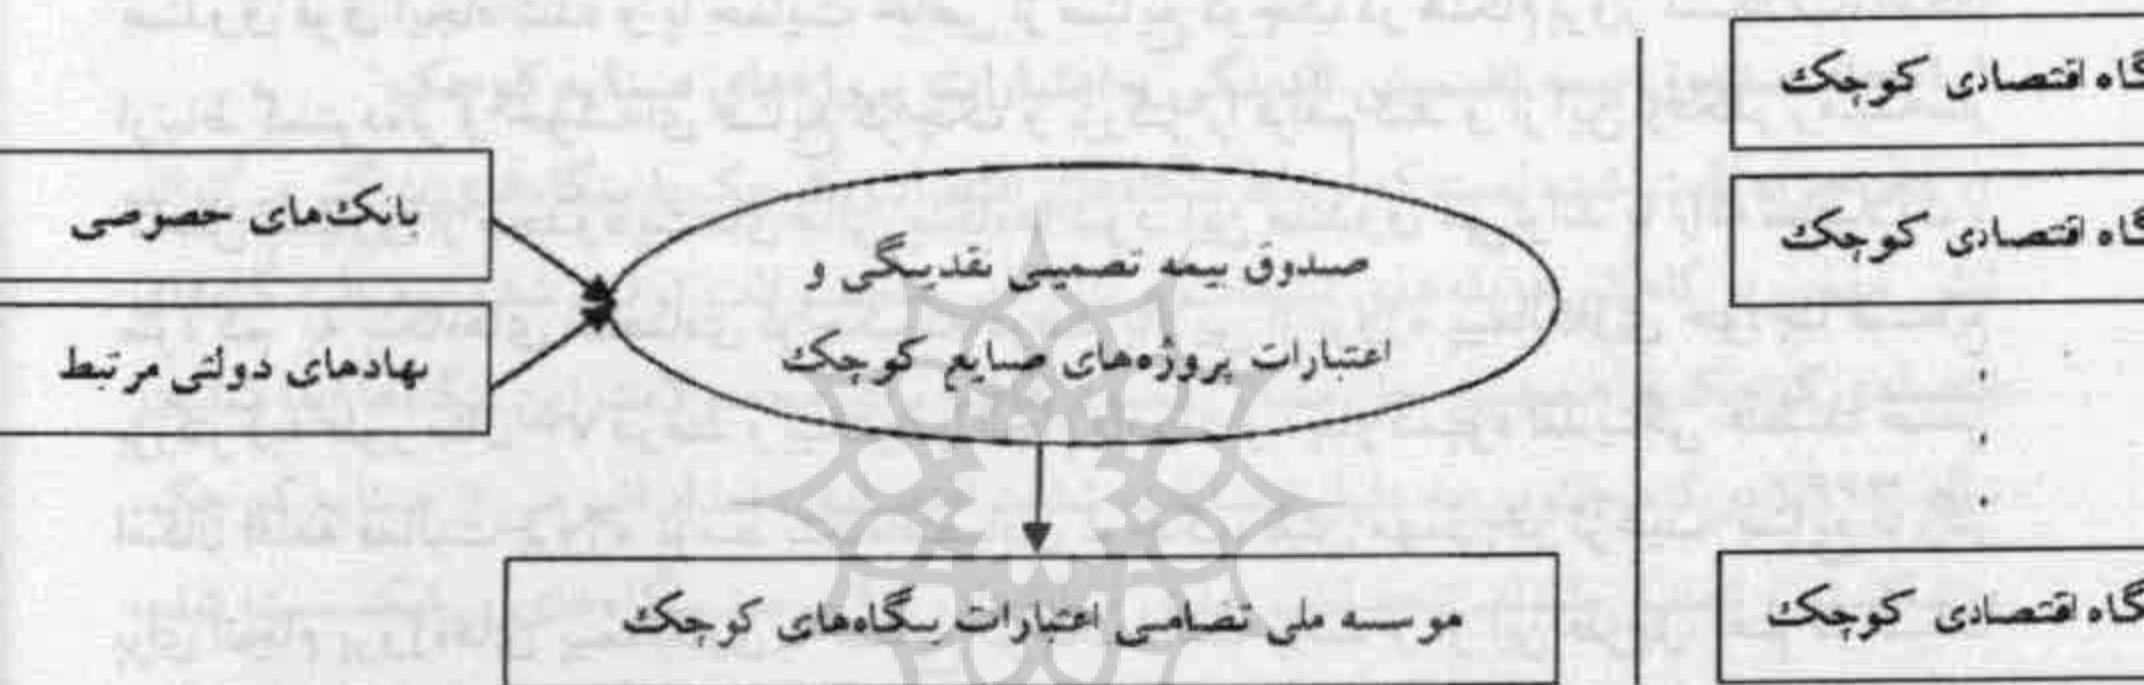 گاه اقتصادی کوچک
گاه اقتصادی کوچک
گاه اقتصادی کوچک
صندوق بیمه تضمینی نقدینگی و
اعتبارات پروژه‌های صنایع کوچک
موسسه ملی تضامنی اعتبارات بنگاه‌های کوچک
بانک‌های خصوصی
نهادهای دولتی مرتبط